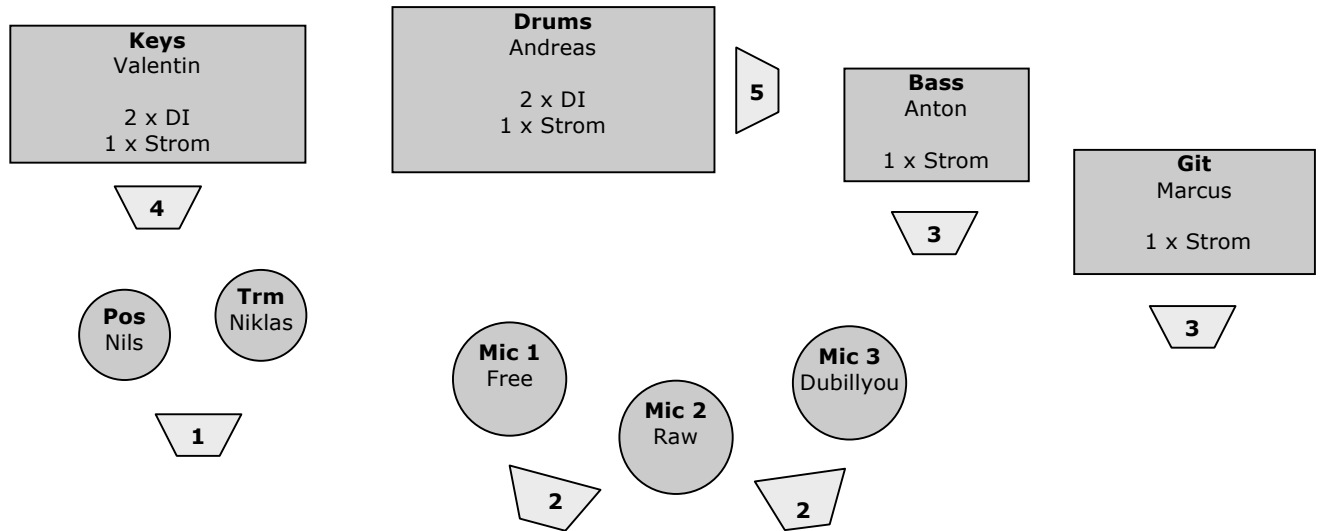 Keys
Valentin
2 x DI
1 x Strom
Drums
Andreas
2 x DI
1 x Strom
5
Bass
Anton
1 x Strom
Git
Marcus
1 x Strom
4
3
3
Pos
Nils
Trm
Niklas
1
Mic 1
Free
Mic 2
Raw
Mic 3
Dubillyou
2
2